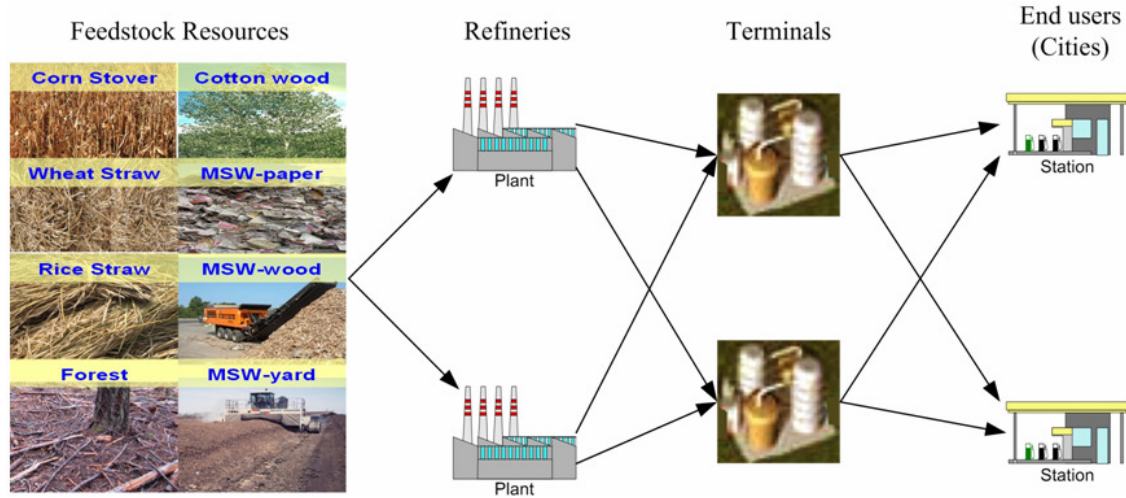 Feedstock Resources
Refineries
Terminals
End users
(Cities)
Corn Stover
Cotton wood
Wheat Straw
MSW-paper
Rice Straw
MSW-wood
Forest
MSW-yard
Plant
Plant
Station
Station